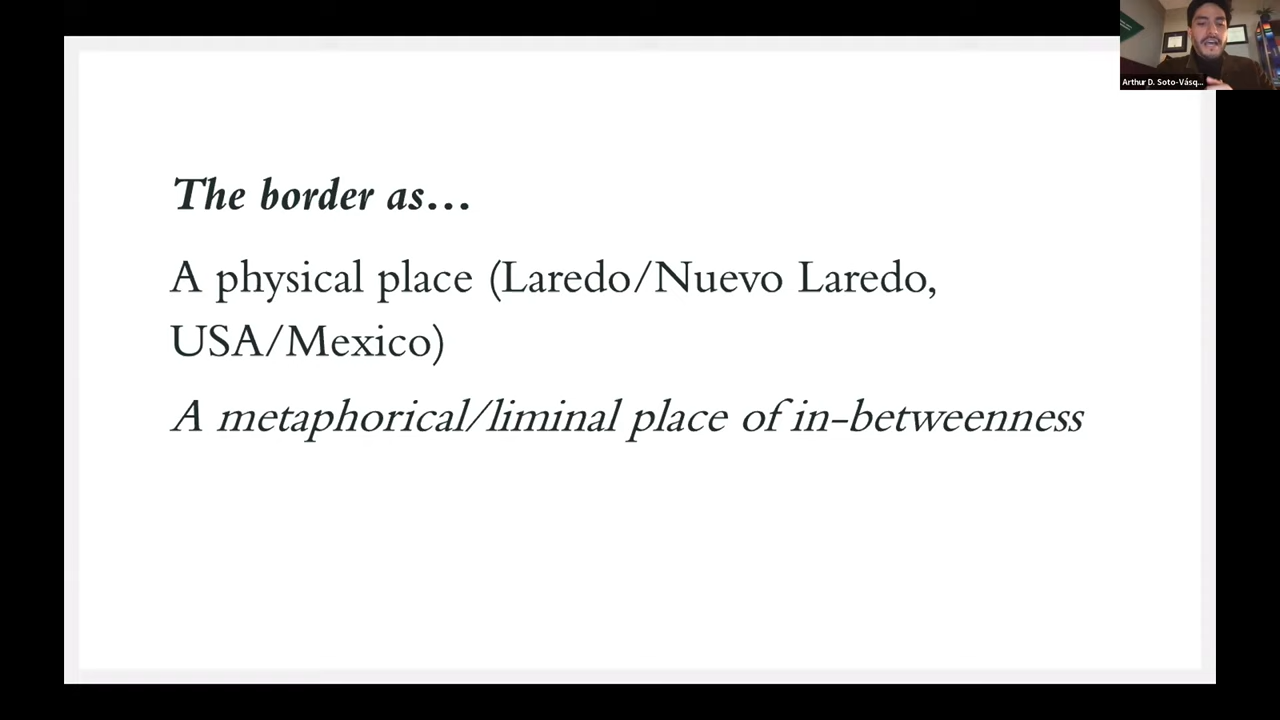 Arthur D. Soto-Vásq...
The border as…
A physical place (Laredo/Nuevo Laredo,
USA/Mexico)
A metaphorical/liminal place of in-betweenness